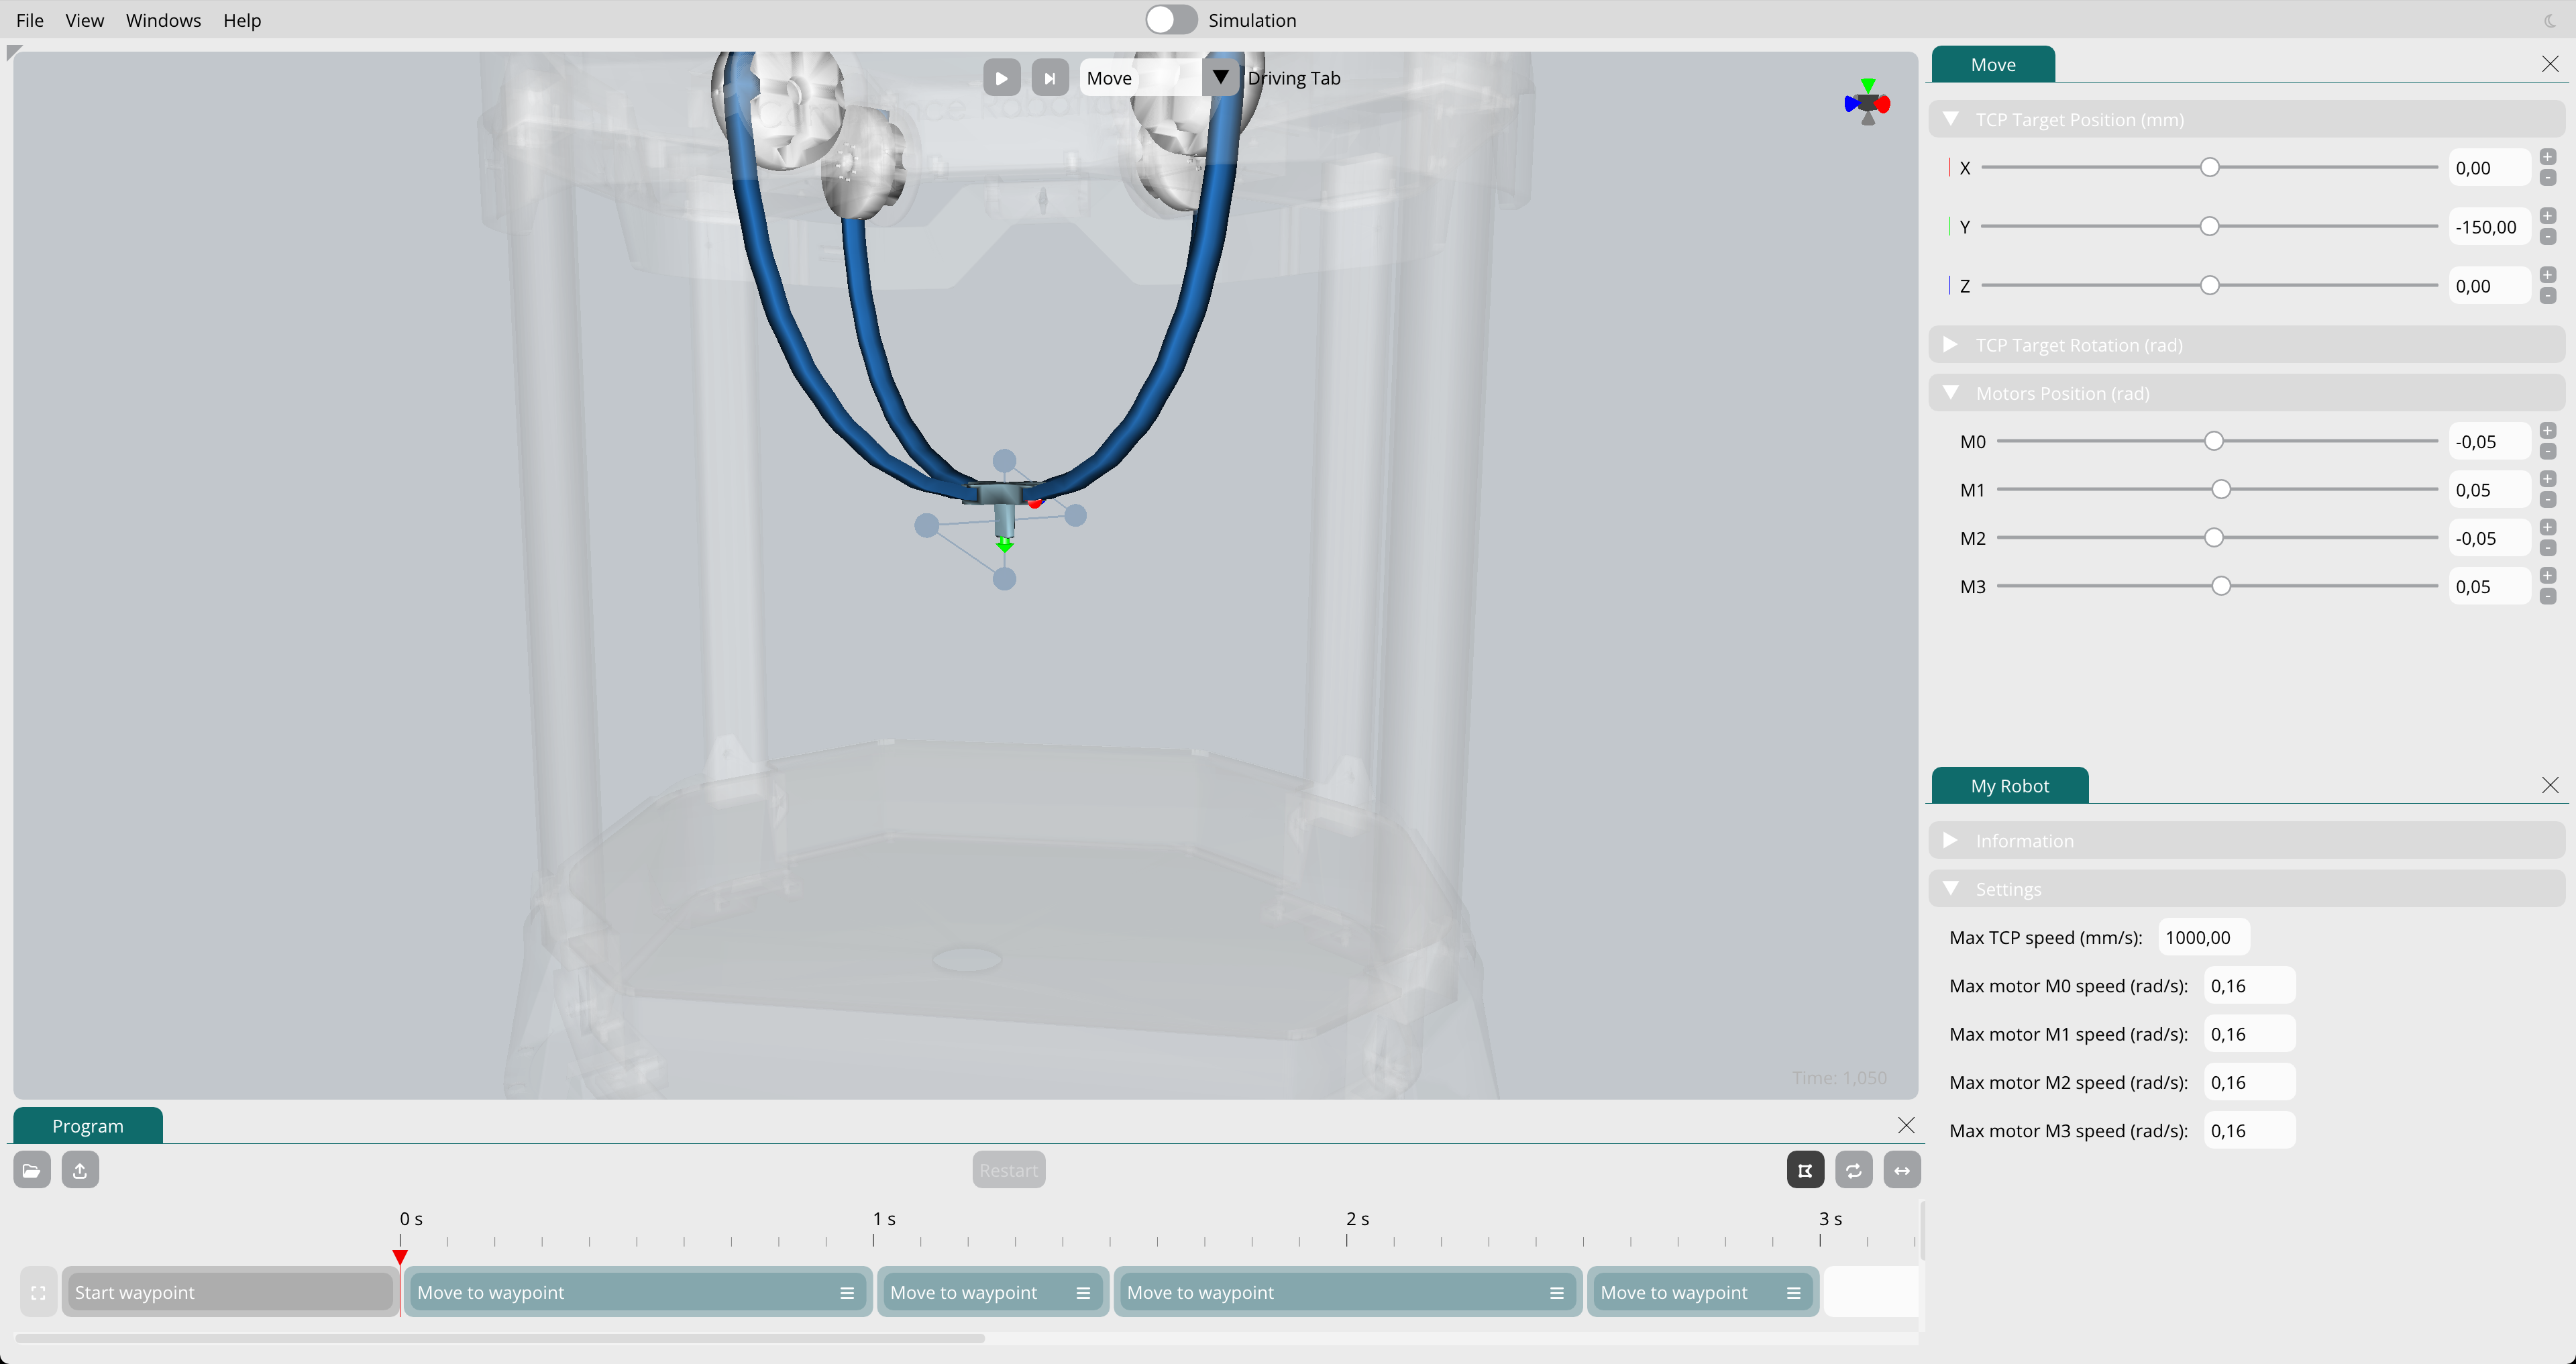 File View Windows Help Simulation
Move Driving Tab
Move
TCP Target Position (mm)
X 0,00 + -
Y -150,00 + -
Z 0,00 + -
TCP Target Rotation (rad)
Motors Position (rad)
M0 -0,05 + -
M1 0,05 + -
M2 -0,05 + -
M3 0,05 + -
My Robot
Information
Settings
Max TCP speed (mm/s): 1000,00
Max motor M0 speed (rad/s): 0,16
Max motor M1 speed (rad/s): 0,16
Max motor M2 speed (rad/s): 0,16
Max motor M3 speed (rad/s): 0,16
Time: 1,050
Program
Restart
0 s 1 s 2 s 3 s
Start waypoint Move to waypoint Move to waypoint Move to waypoint Move to waypoint